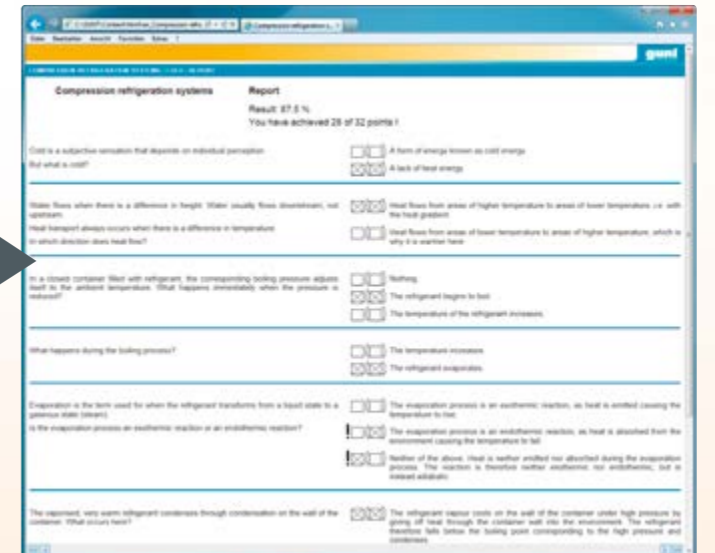 Datei Bearbeiten Ansicht Favoriten Extras ?
gunt
Compression refrigeration systems
Report
Result: 87.5 %
You have achieved 28 of 32 points !
Cold is a subjective sensation that depends on individual perception.
But what is cold?
A form of energy known as cold energy.
A lack of heat energy.
Water flows when there is a difference in height. Water usually flows downstream, not
upstream.
Heat transport always occurs when there is a difference in temperature.
In which direction does heat flow?
Heat flows from areas of higher temperature to areas of lower temperature, i.e. with
the heat gradient.
Heat flows from areas of lower temperature to areas of higher temperature, which is
why it is warmer here.
In a closed container filled with refrigerant, the corresponding boiling pressure adjusts
itself to the ambient temperature. What happens immediately when the pressure is
reduced?
Nothing.
The refrigerant begins to boil.
The temperature of the refrigerant increases.
What happens during the boiling process?
The temperature increases.
The refrigerant evaporates.
Evaporation is the term used for when the refrigerant transforms from a liquid state to a
gaseous state (steam).
Is the evaporation process an exothermic reaction or an endothermic reaction?
The evaporation process is an exothermic reaction, as heat is emitted causing the
temperature to rise.
The evaporation process is an endothermic reaction, as heat is absorbed from the
environment causing the temperature to fall.
Neither of the above. Heat is neither emitted nor absorbed during the evaporation
process. The reaction is therefore neither exothermic nor endothermic, but is
instead adiabatic.
The vaporised, very warm refrigerant condenses through condensation on the wall of the
container. What occurs here?
The refrigerant vapour cools on the wall of the container under high pressure by
giving off heat through the container wall into the environment. The refrigerant
therefore falls below the boiling point corresponding to the high pressure and
condenses.